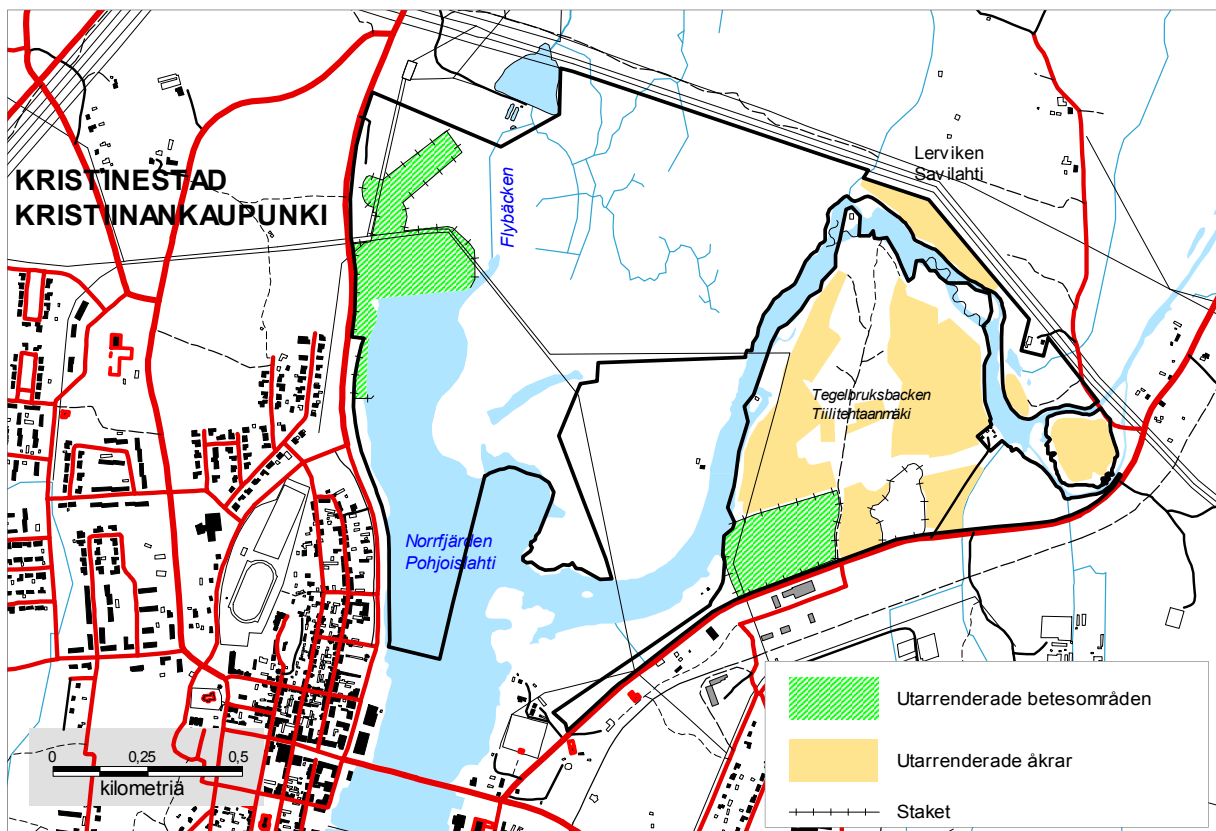 KRISTINESTAD
KRISTIINANKAUPUNKI
Lerviken
Savilahti
Flybäcken
Tegelbruksbacken
Tiilitehtaanmäki
Norrfjärden
Pohjoislahti
Utarrenderade betesområden
Utarrenderade åkrar
Staket
0 0,25 0,5
kilometriä